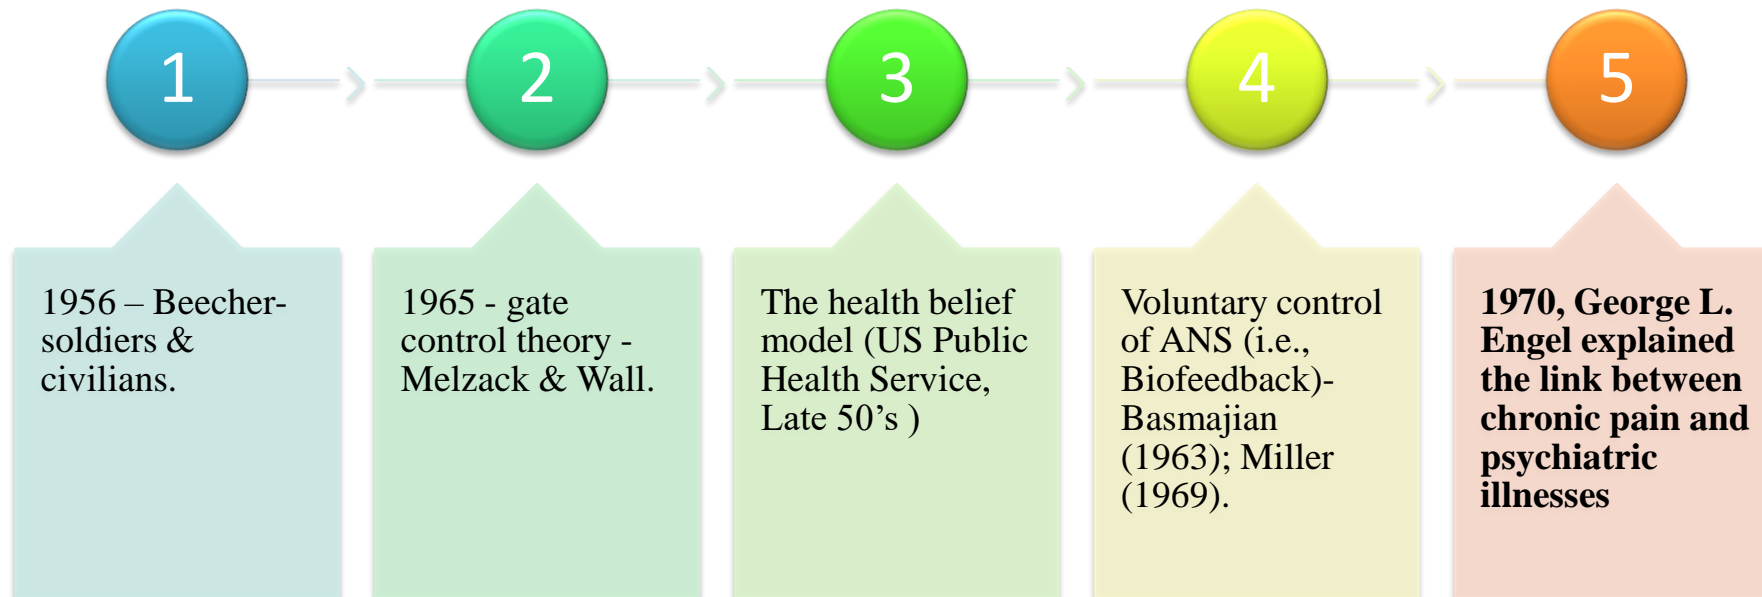 1
2
3
4
5
1956 – Beecher-
soldiers &
civilians.
1965 - gate
control theory -
Melzack & Wall.
The health belief
model (US Public
Health Service,
Late 50’s )
Voluntary control
of ANS (i.e.,
Biofeedback)-
Basmajian
(1963); Miller
(1969).
1970, George L.
Engel explained
the link between
chronic pain and
psychiatric
illnesses